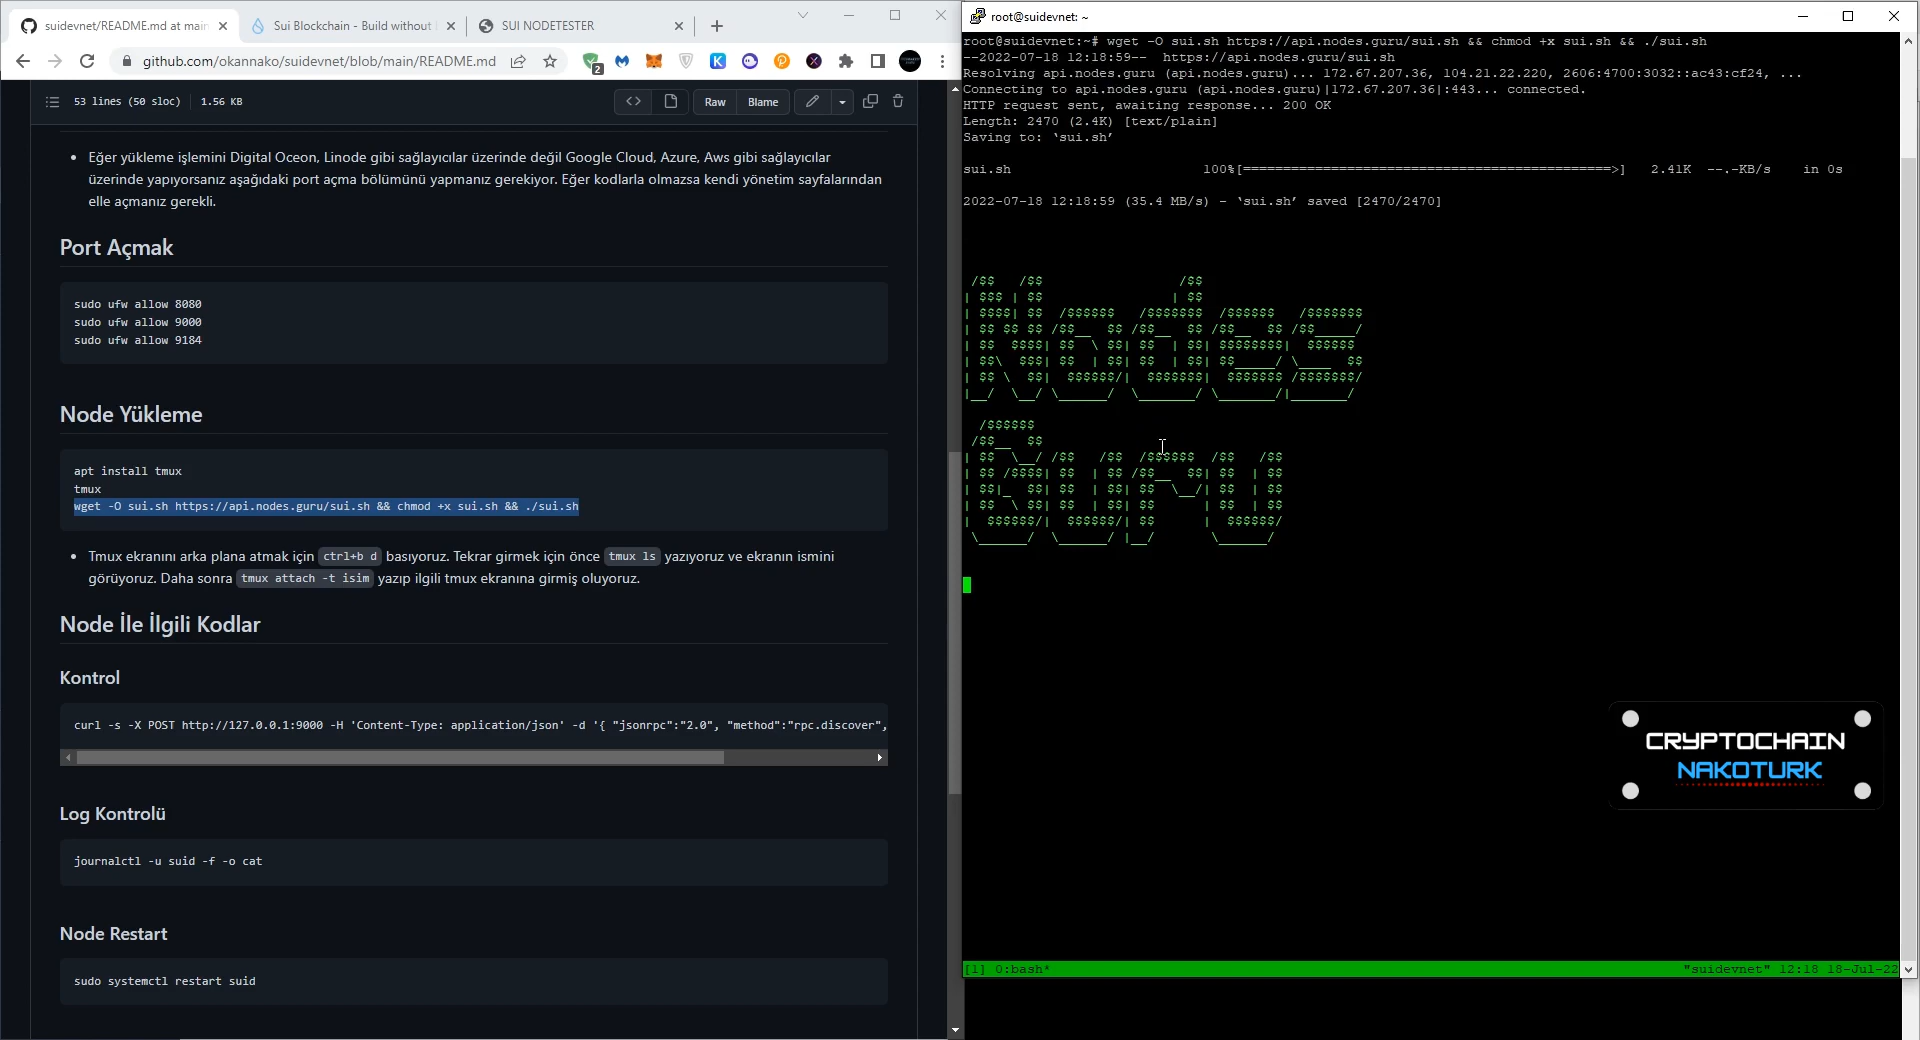 suidevnet/README.md at main
Sui Blockchain - Build without
SUI NODETESTER
github.com/okannako/suidevnet/blob/main/README.md
2
53 lines (50 sloc)
1.56 KB
Raw
Blame
Eğer yükleme işlemini Digital Oceon, Linode gibi sağlayıcılar üzerinde değil Google Cloud, Azure, Aws gibi sağlayıcılar
üzerinde yapıyorsanız aşağıdaki port açma bölümünü yapmanız gerekiyor. Eğer kodlarla olmazsa kendi yönetim sayfalarından
elle açmanız gerekli.
Port Açmak
sudo ufw allow 8080
sudo ufw allow 9000
sudo ufw allow 9184
Node Yükleme
apt install tmux
tmux
wget -O sui.sh https://api.nodes.guru/sui.sh && chmod +x sui.sh && ./sui.sh
Tmux ekranını arka plana atmak için ctrl+b d basıyoruz. Tekrar girmek için önce tmux ls yazıyoruz ve ekranın ismini
görüyoruz. Daha sonra tmux attach -t isim yazıp ilgili tmux ekranına girmiş oluyoruz.
Node İle İlgili Kodlar
Kontrol
curl -s -X POST http://127.0.0.1:9000 -H 'Content-Type: application/json' -d '{ "jsonrpc":"2.0", "method":"rpc.discover",
Log Kontrolü
journalctl -u suid -f -o cat
Node Restart
sudo systemctl restart suid
root@suidevnet: ~
root@suidevnet:~# wget -O sui.sh https://api.nodes.guru/sui.sh && chmod +x sui.sh && ./sui.sh
--2022-07-18 12:18:59--  https://api.nodes.guru/sui.sh
Resolving api.nodes.guru (api.nodes.guru)... 172.67.207.36, 104.21.22.220, 2606:4700:3032::ac43:cf24, ...
Connecting to api.nodes.guru (api.nodes.guru)|172.67.207.36|:443... connected.
HTTP request sent, awaiting response... 200 OK
Length: 2470 (2.4K) [text/plain]
Saving to: ‘sui.sh’
sui.sh 100%[==============================================>] 2.41K --.-KB/s in 0s
2022-07-18 12:18:59 (35.4 MB/s) - ‘sui.sh’ saved [2470/2470]
Nodes
Guru
CRYPTOCHAIN
NAKOTURK
[1] 0:bash* "suidevnet" 12:18 18-Jul-22